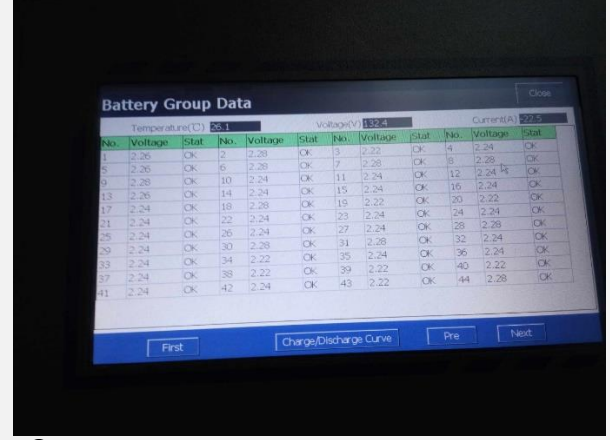 Close
Battery Group Data
Temperature(℃) 26.1 Voltage(V) 132.4 Current(A)
No. Voltage Stat No. Voltage Stat No. Voltage Stat No. Voltage Stat
1 2.26 OK 2 2.28 OK 3 2.22 OK 4 2.24 OK
5 2.26 OK 6 2.28 OK 7 2.28 OK 8 2.28 OK
9 2.28 OK 10 2.24 OK 11 2.24 OK 12 2.24 OK
13 2.26 OK 14 2.24 OK 15 2.24 OK 16 2.24 OK
17 2.24 OK 18 2.28 OK 19 2.22 OK 20 2.22 OK
21 2.24 OK 22 2.24 OK 23 2.24 OK 24 2.24 OK
25 2.24 OK 26 2.24 OK 27 2.24 OK 28 2.28 OK
29 2.24 OK 30 2.28 OK 31 2.28 OK 32 2.24 OK
33 2.24 OK 34 2.22 OK 35 2.24 OK 36 2.24 OK
37 2.24 OK 38 2.22 OK 39 2.22 OK 40 2.22 OK
41 2.24 OK 42 2.24 OK 43 2.22 OK 44 2.28 OK
First Charge/Discharge Curve Pre Next